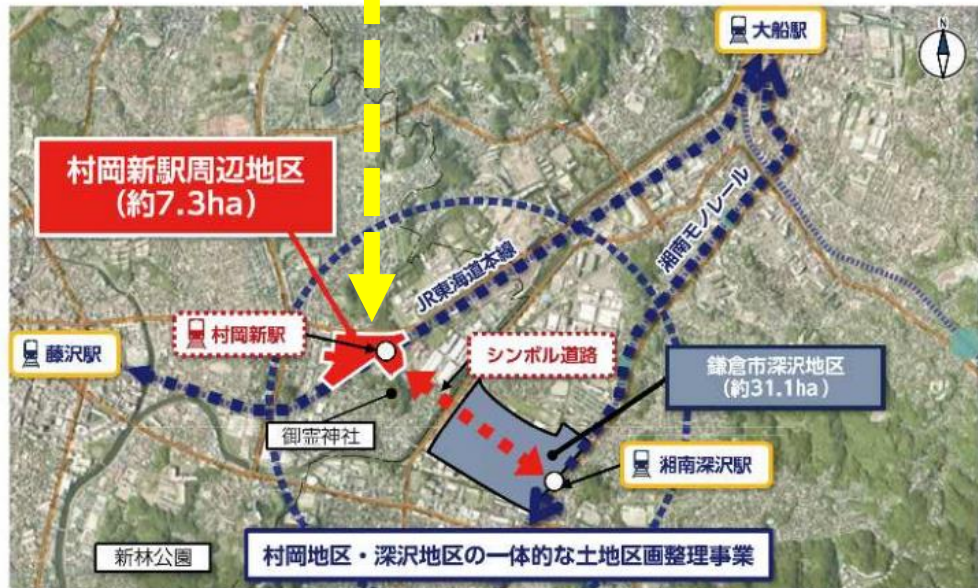 大船駅
N
村岡新駅周辺地区
(約7.3ha)
JR東海道本線
湘南モノレール
村岡新駅
藤沢駅
シンボル道路
鎌倉市深沢地区
(約31.1ha)
御霊神社
湘南深沢駅
新林公園
村岡地区・深沢地区の一体的な土地区画整理事業